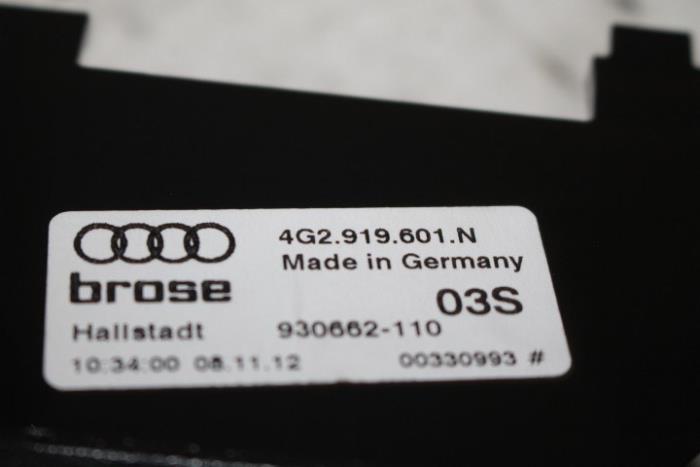 4G2.919.601.N
Made in Germany
brose
03S
Hallstadt 930662-110
10:34:00 08.11.12 00330993 #